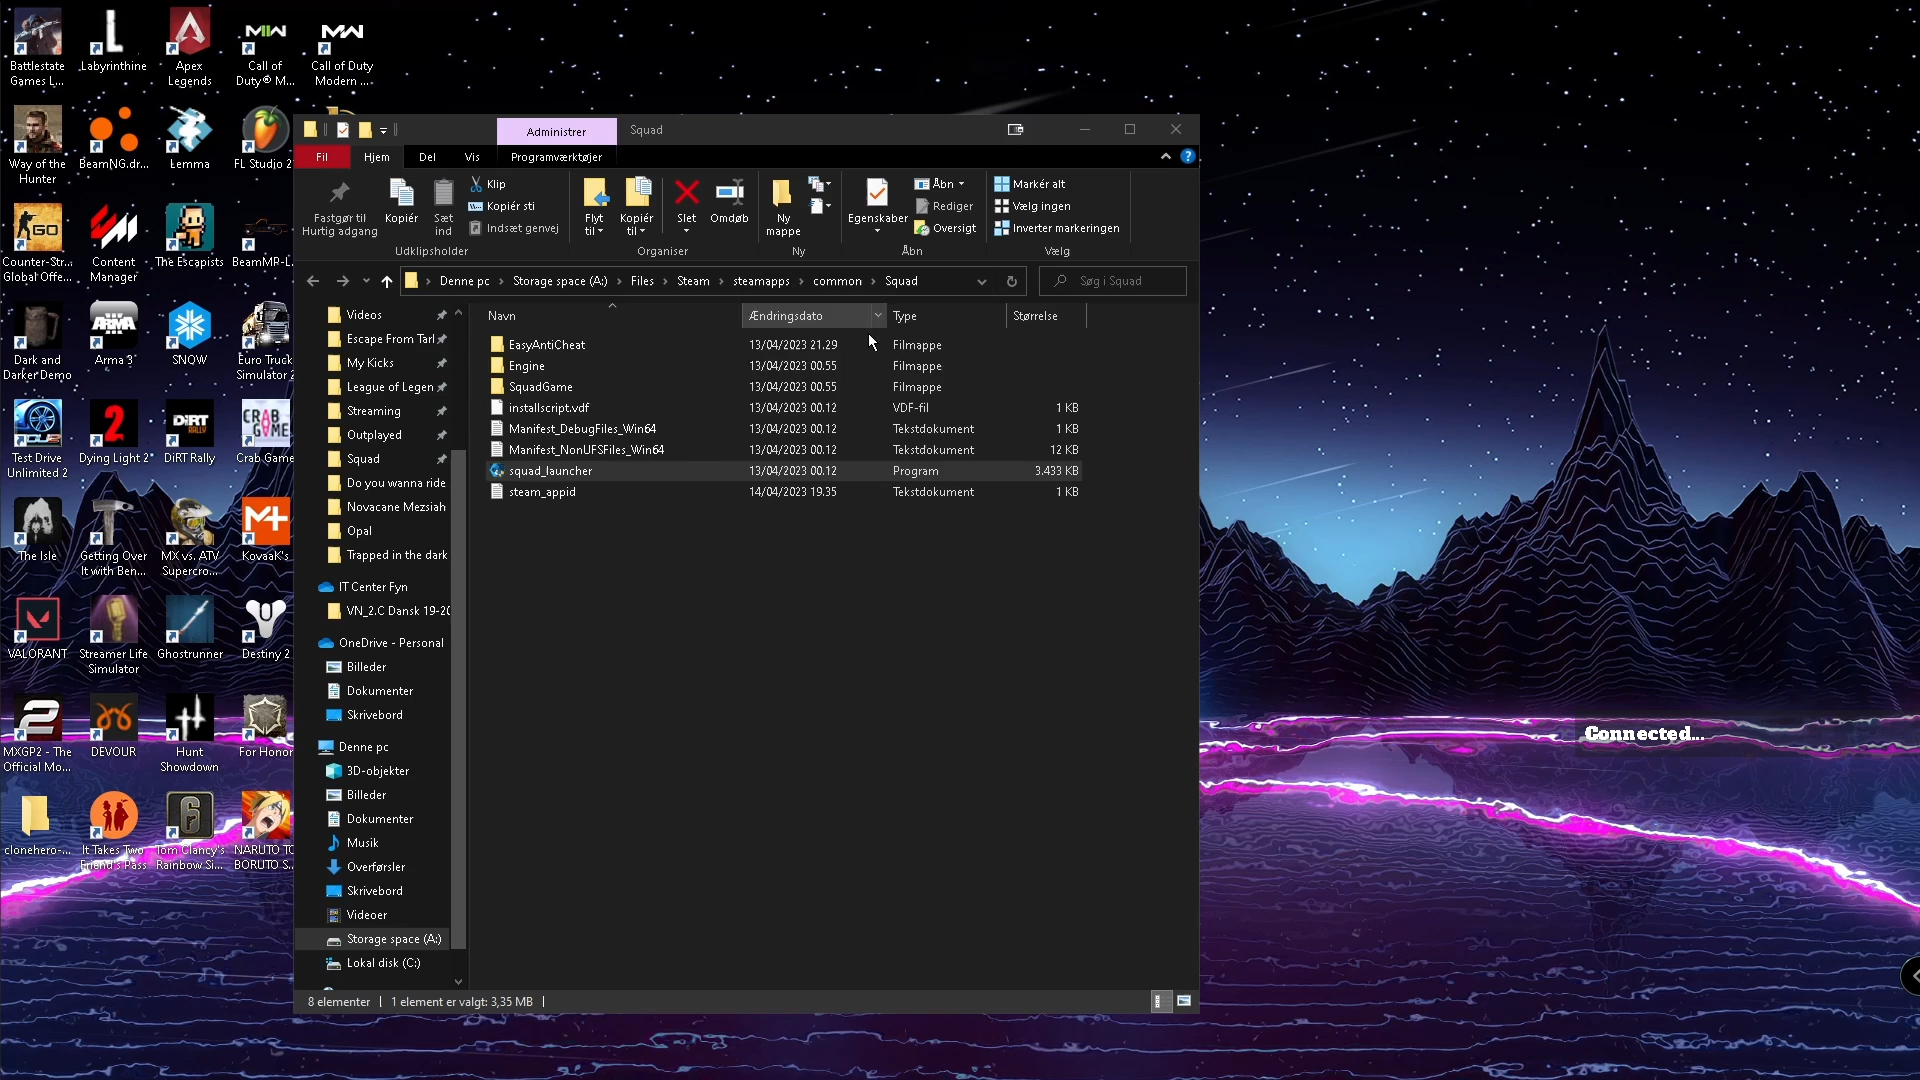 Battlestate
Games L...
Labyrinthine
Apex
Legends
Call of
Duty® M...
Call of Duty
Modern ...
Way of the
Hunter
BeamNG.dr...
Lemma
FL Studio 2
Counter-Str...
Global Offe...
Content
Manager
The Escapists
BeamMP-L.
Dark and
Darker Demo
Arma 3
SNOW
Euro Truck
Simulator 2
Test Drive
Unlimited 2
Dying Light 2
DiRT Rally
Crab Game
The Isle
Getting Over
It with Ben...
MX vs. ATV
Supercro...
KovaaK's
VALORANT
Streamer Life
Simulator
Ghostrunner
Destiny 2
MXGP2 - The
Official Mo...
DEVOUR
Hunt
Showdown
For Honor
clonehero-...
It Takes Two
Friend's Pass
Tom Clancy's
Rainbow Si...
NARUTO TO
BORUTO S...
Administrer
Squad
Fil
Hjem
Del
Vis
Programværktøjer
Fastgør til
Hurtig adgang
Kopiér
Sæt
ind
Klip
Kopiér sti
Indsæt genvej
Udklipsholder
Flyt
til
Kopiér
til
Slet
Omdøb
Organiser
Ny
mappe
Ny
Egenskaber
Åbn
Rediger
Oversigt
Åbn
Markér alt
Vælg ingen
Inverter markeringen
Vælg
Denne pc
Storage space (A:)
Files
Steam
steamapps
common
Squad
Søg i Squad
Videos
Escape From Tarl
My Kicks
League of Legen
Streaming
Outplayed
Squad
Do you wanna ride
Novacane Mezsiah
Opal
Trapped in the dark
IT Center Fyn
VN_2.C Dansk 19-20
OneDrive - Personal
Billeder
Dokumenter
Skrivebord
Denne pc
3D-objekter
Billeder
Dokumenter
Musik
Overførsler
Skrivebord
Videoer
Storage space (A:)
Lokal disk (C:)
Navn Ændringsdato Type Størrelse
EasyAntiCheat 13/04/2023 21.29 Filmappe
Engine 13/04/2023 00.55 Filmappe
SquadGame 13/04/2023 00.55 Filmappe
installscript.vdf 13/04/2023 00.12 VDF-fil 1 KB
Manifest_DebugFiles_Win64 13/04/2023 00.12 Tekstdokument 1 KB
Manifest_NonUFSFiles_Win64 13/04/2023 00.12 Tekstdokument 12 KB
squad_launcher 13/04/2023 00.12 Program 3.433 KB
steam_appid 14/04/2023 19.35 Tekstdokument 1 KB
8 elementer
1 element er valgt: 3,35 MB
Connected...